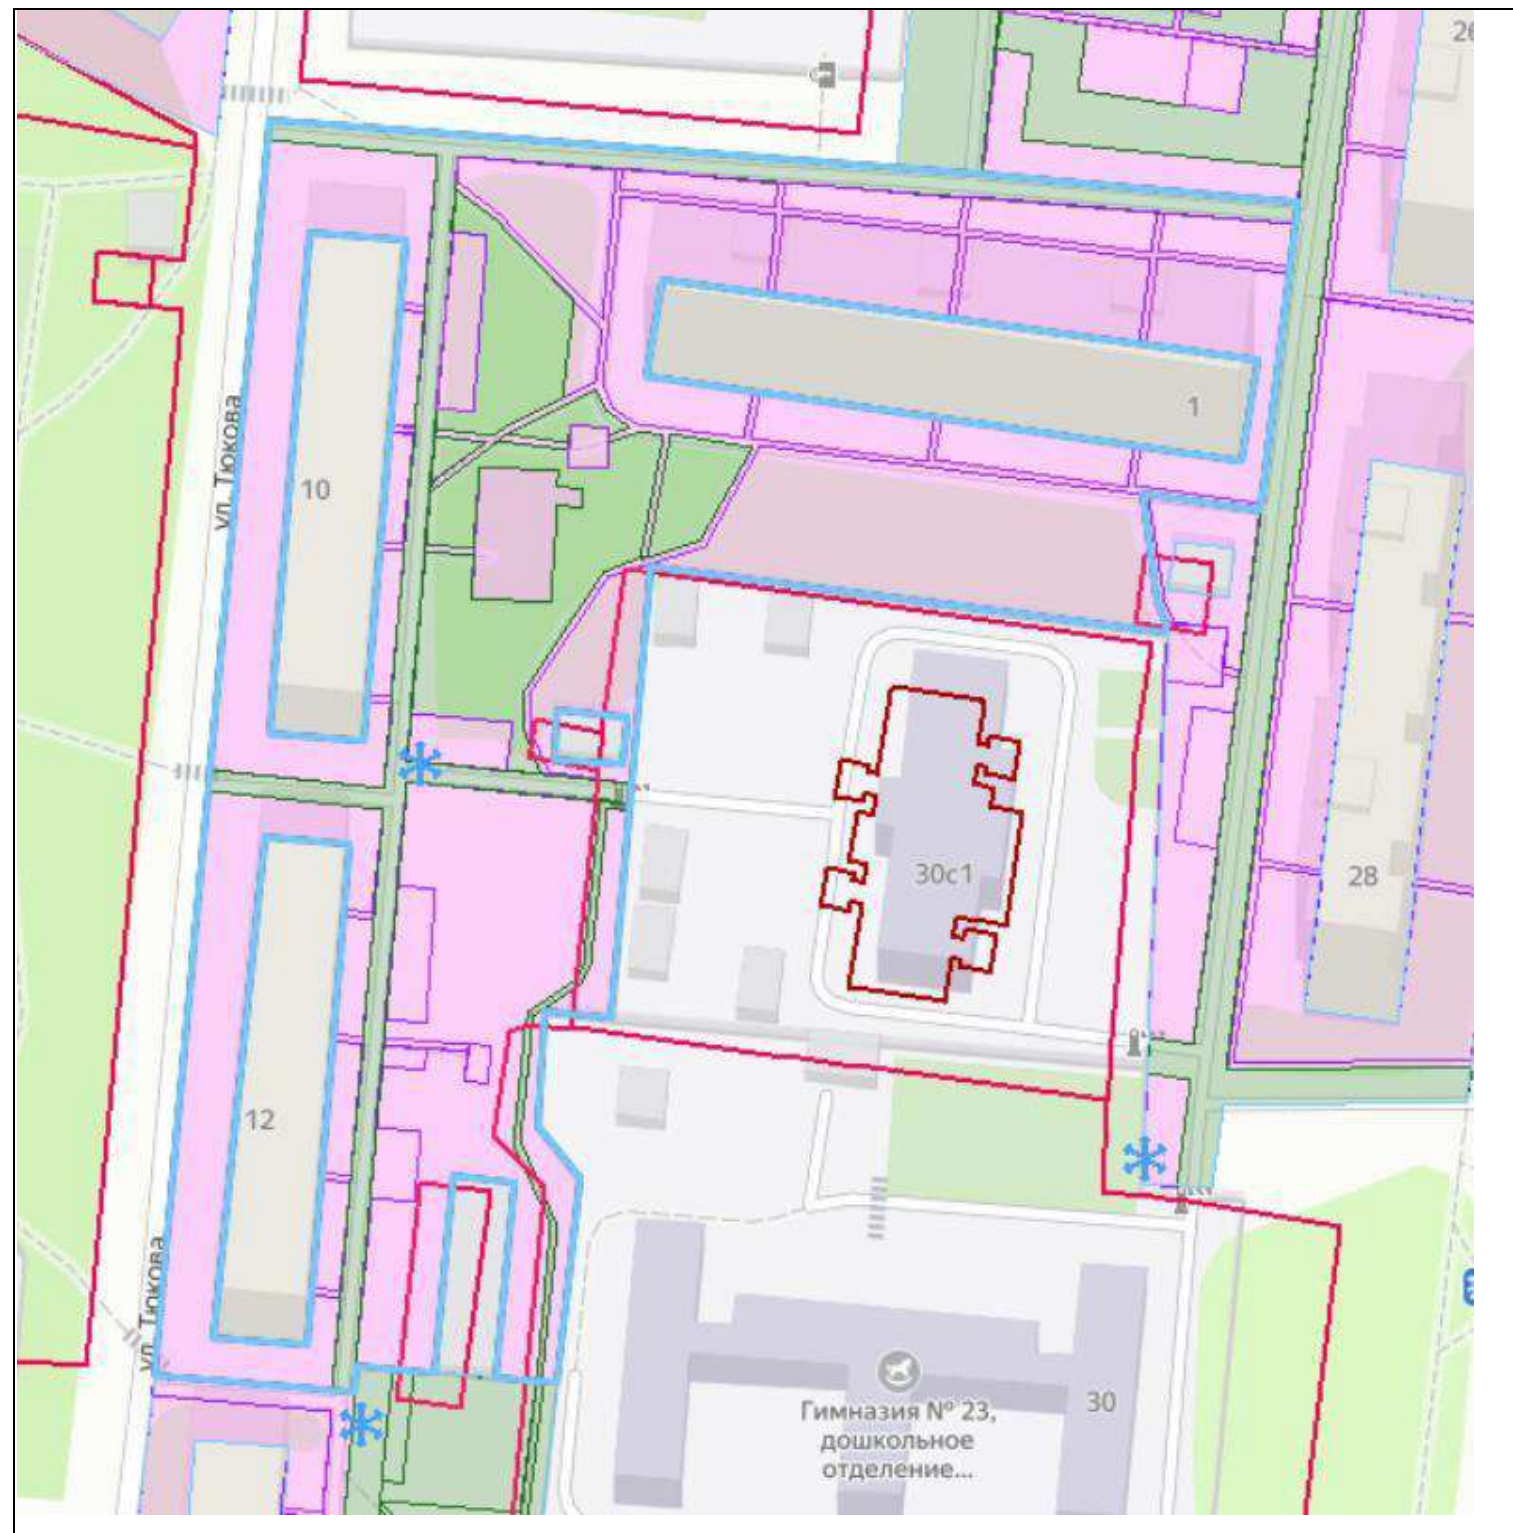 26
1
ул. Тюкова
10
30с1
28
12
ул. Тюкова
30
Гимназия № 23,
дошкольное
отделение...